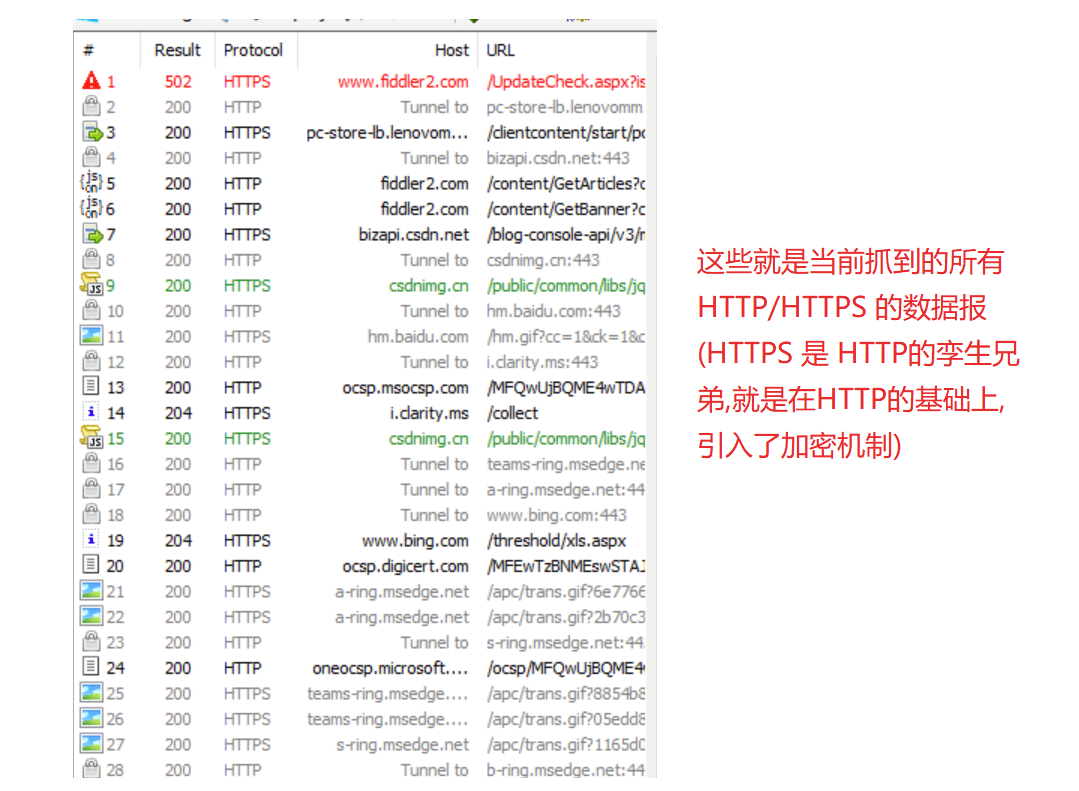 # Result Protocol Host URL
1 502 HTTPS www.fiddler2.com /UpdateCheck.aspx?is
2 200 HTTP Tunnel to pc-store-lb.lenovomm
3 200 HTTPS pc-store-lb.lenovom... /clientcontent/start/pc
4 200 HTTP Tunnel to bizapi.csdn.net:443
5 200 HTTP fiddler2.com /content/GetArticles?c
6 200 HTTP fiddler2.com /content/GetBanner?c
7 200 HTTPS bizapi.csdn.net /blog-console-api/v3/n
8 200 HTTP Tunnel to csdnimg.cn:443
9 200 HTTPS csdnimg.cn /public/common/libs/jq
10 200 HTTP Tunnel to hm.baidu.com:443
11 200 HTTPS hm.baidu.com /hm.gif?cc=1&ck=1&c
12 200 HTTP Tunnel to i.clarity.ms:443
13 200 HTTP ocsp.msocsp.com /MFQwUjBQME4wTDA
14 204 HTTPS i.clarity.ms /collect
15 200 HTTPS csdnimg.cn /public/common/libs/jq
16 200 HTTP Tunnel to teams-ring.msedge.ne
17 200 HTTP Tunnel to a-ring.msedge.net:44
18 200 HTTP Tunnel to www.bing.com:443
19 204 HTTPS www.bing.com /threshold/xls.aspx
20 200 HTTP ocsp.digicert.com /MFEwTzBNMEswSTAJ
21 200 HTTPS a-ring.msedge.net /apc/trans.gif?6e7766
22 200 HTTPS a-ring.msedge.net /apc/trans.gif?2b70c3
23 200 HTTP Tunnel to s-ring.msedge.net:44
24 200 HTTP oneocsp.microsoft.... /ocsp/MFQwUjBQME4
25 200 HTTPS teams-ring.msedge.... /apc/trans.gif?8854b8
26 200 HTTPS teams-ring.msedge.... /apc/trans.gif?05edd8
27 200 HTTPS s-ring.msedge.net /apc/trans.gif?1165d0
28 200 HTTP Tunnel to b-ring.msedge.net:44
这些就是当前抓到的所有
HTTP/HTTPS 的数据报
(HTTPS 是 HTTP的孪生兄
弟,就是在HTTP的基础上,
引入了加密机制)